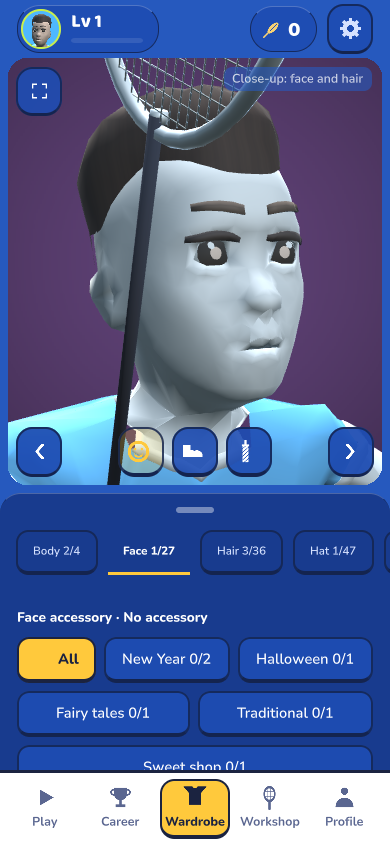 Lv 1
0
Close-up: face and hair
Body 2/4
Face 1/27
Hair 3/36
Hat 1/47
Face accessory · No accessory
All
New Year 0/2
Halloween 0/1
Fairy tales 0/1
Traditional 0/1
Sweet shop 0/1
Play
Career
Wardrobe
Workshop
Profile